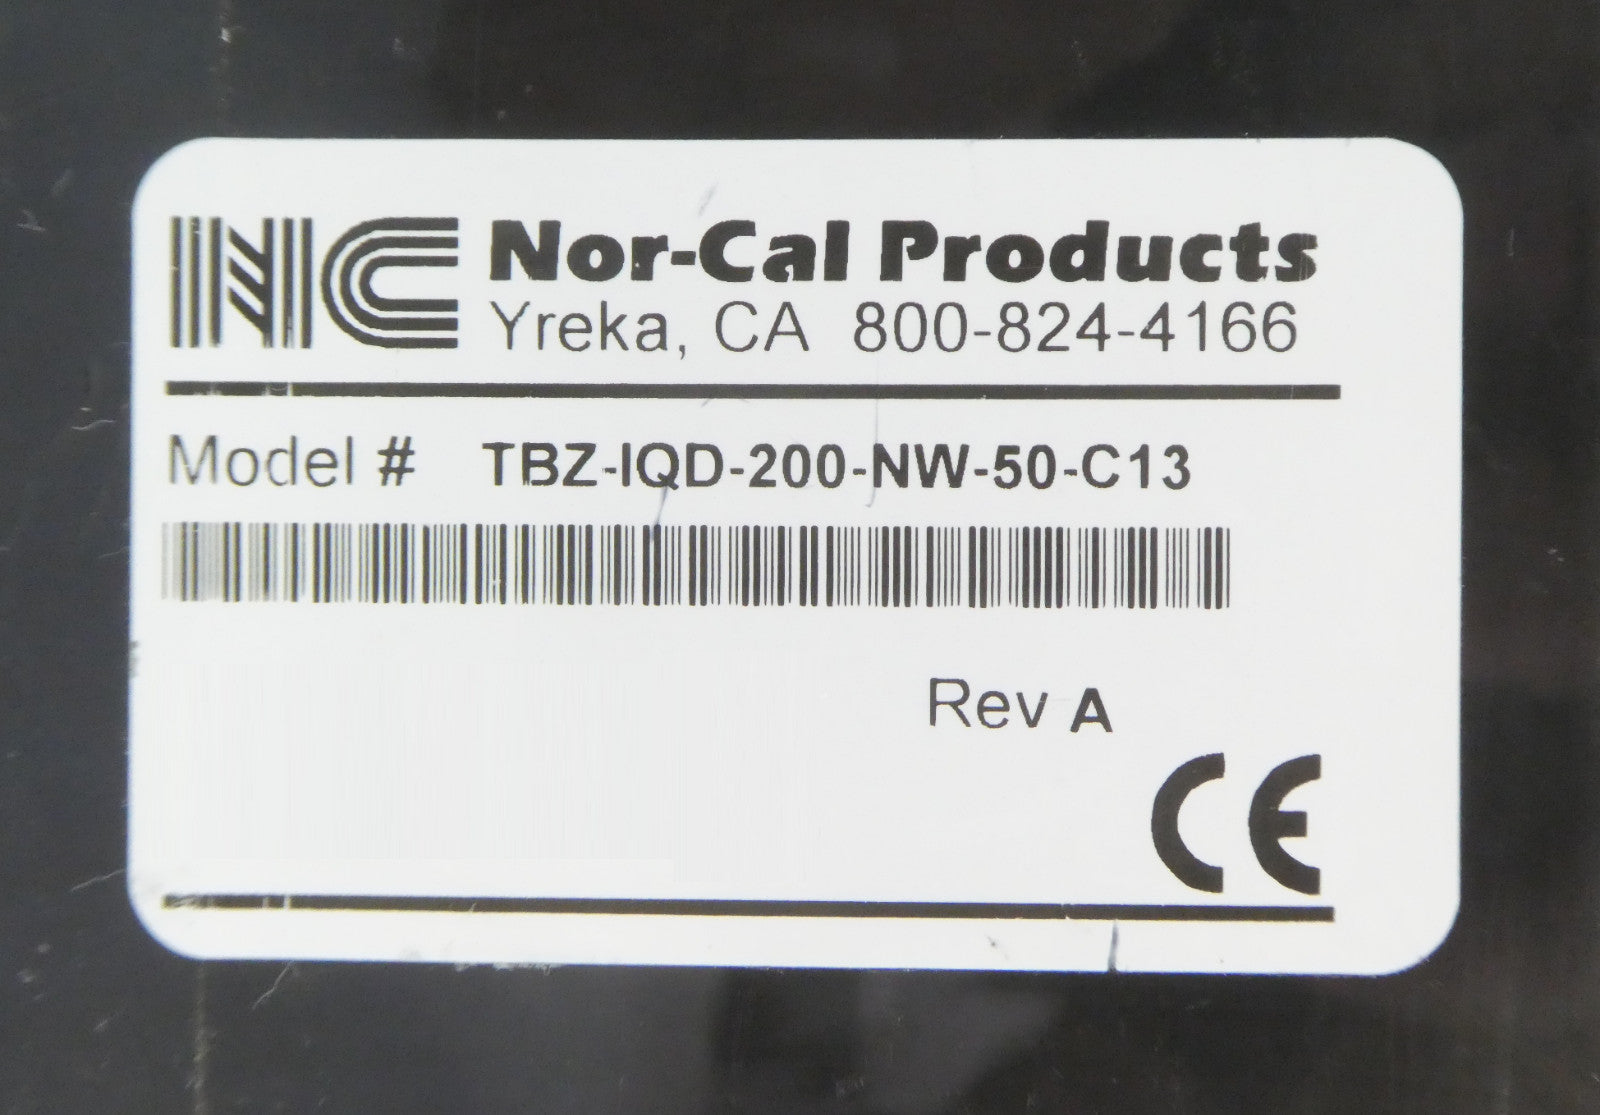 NC Nor-Cal Products
Yreka, CA 800-824-4166
Model # TBZ-IQD-200-NW-50-C13
Rev A
CE